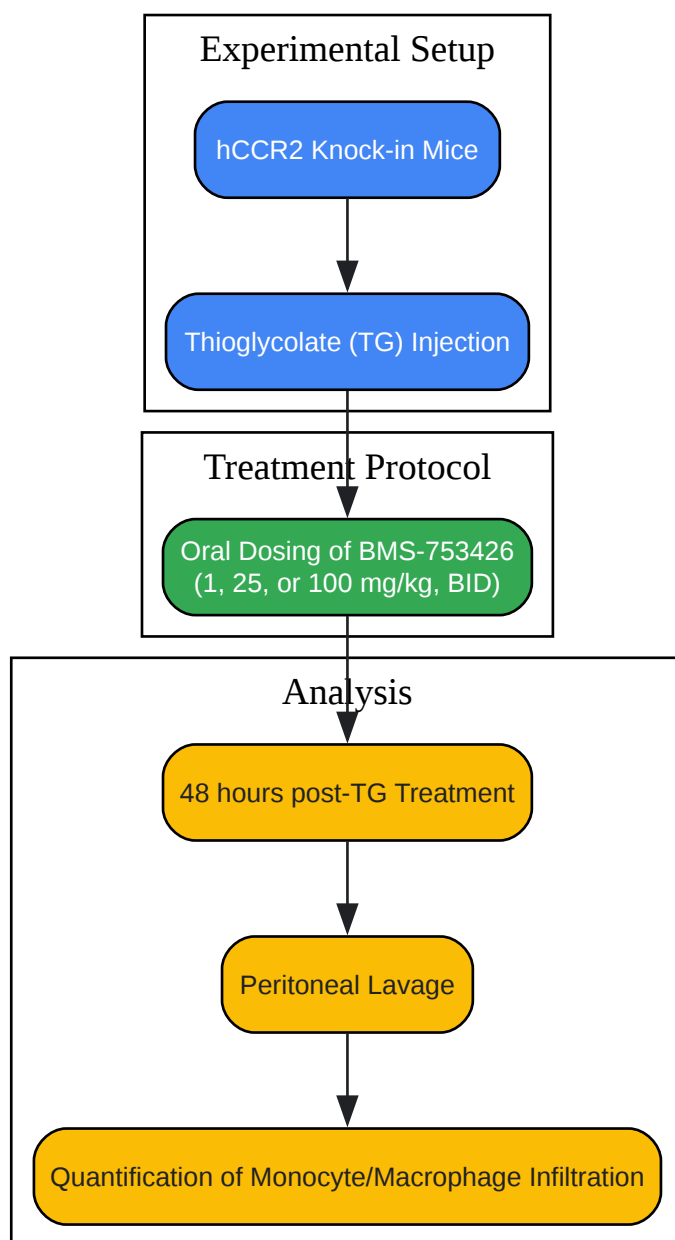 Experimental Setup
hCCR2 Knock-in Mice
Thioglycolate (TG) Injection
Treatment Protocol
Oral Dosing of BMS-753426
(1, 25, or 100 mg/kg, BID)
Analysis
48 hours post-TG Treatment
Peritoneal Lavage
Quantification of Monocyte/Macrophage Infiltration